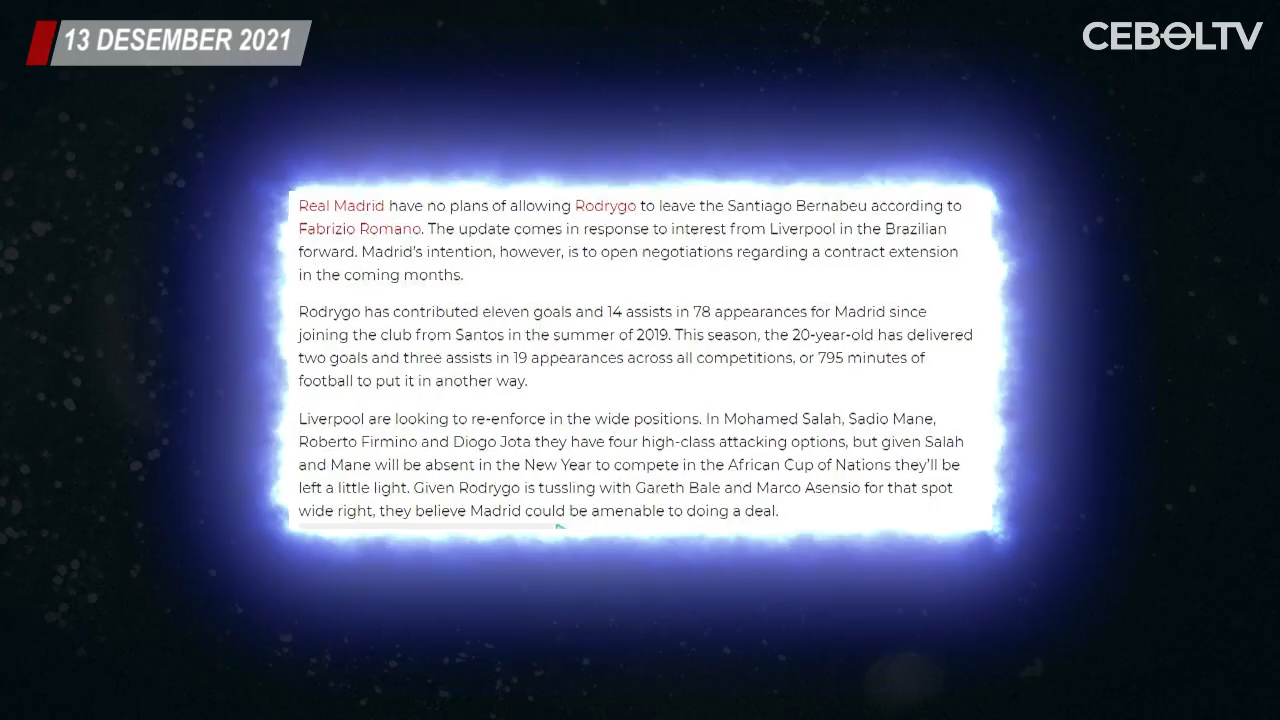 13 DESEMBER 2021
CEBOLTV
Real Madrid have no plans of allowing Rodrygo to leave the Santiago Bernabeu according to
Fabrizio Romano. The update comes in response to interest from Liverpool in the Brazilian
forward. Madrid's intention, however, is to open negotiations regarding a contract extension
in the coming months.
Rodrygo has contributed eleven goals and 14 assists in 78 appearances for Madrid since
joining the club from Santos in the summer of 2019. This season, the 20-year-old has delivered
two goals and three assists in 19 appearances across all competitions, or 795 minutes of
football to put it in another way.
Liverpool are looking to re-enforce in the wide positions. In Mohamed Salah, Sadio Mane,
Roberto Firmino and Diogo Jota they have four high-class attacking options, but given Salah
and Mane will be absent in the New Year to compete in the African Cup of Nations they'll be
left a little light. Given Rodrygo is tussling with Gareth Bale and Marco Asensio for that spot
wide right, they believe Madrid could be amenable to doing a deal.